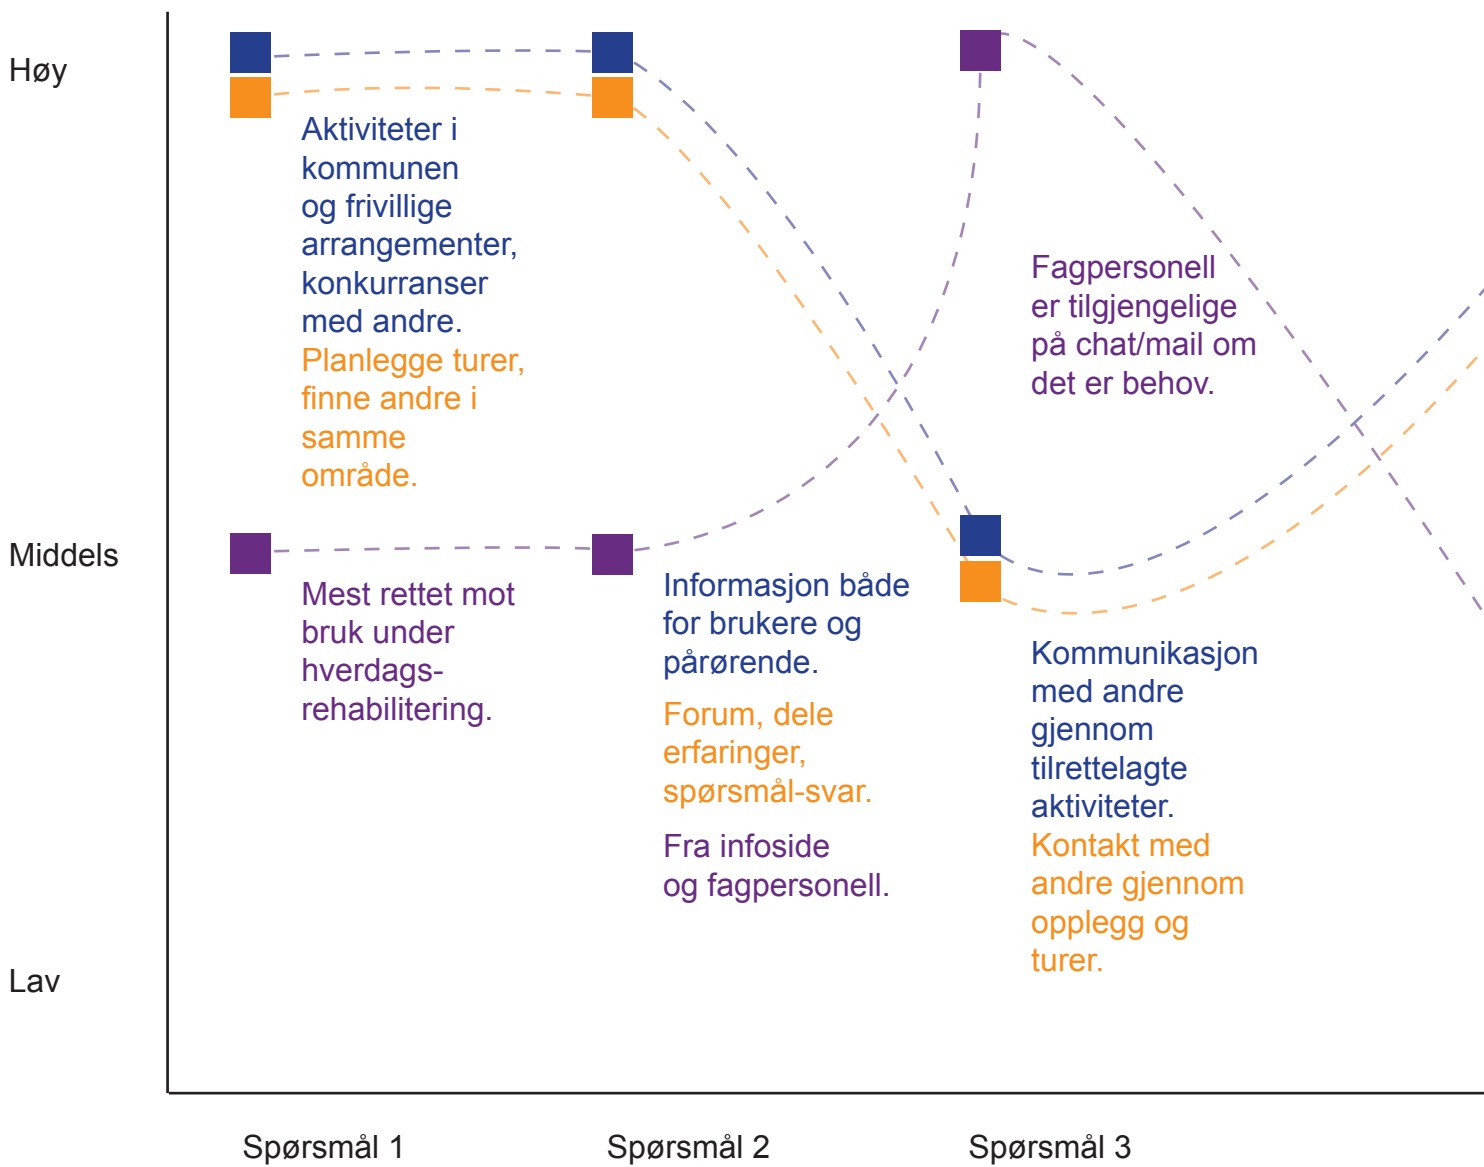 Høy
Aktiviteter i
kommunen
og frivillige
arrangementer,
konkurranser
med andre.
Planlegge turer,
finne andre i
samme
område.
Fagpersonell
er tilgjengelige
på chat/mail om
det er behov.
Middels
Mest rettet mot
bruk under
hverdags-
rehabilitering.
Informasjon både
for brukere og
pårørende.
Forum, dele
erfaringer,
spørsmål-svar.
Fra infoside
og fagpersonell.
Kommunikasjon
med andre
gjennom
tilrettelagte
aktiviteter.
Kontakt med
andre gjennom
opplegg og
turer.
Lav
Spørsmål 1
Spørsmål 2
Spørsmål 3